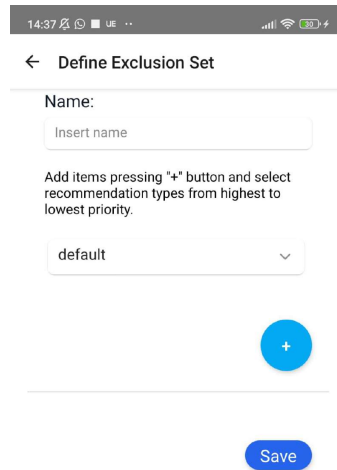 14:37 UE ·· 30
← Define Exclusion Set
Name:
Insert name
Add items pressing "+" button and select
recommendation types from highest to
lowest priority.
default
+
Save